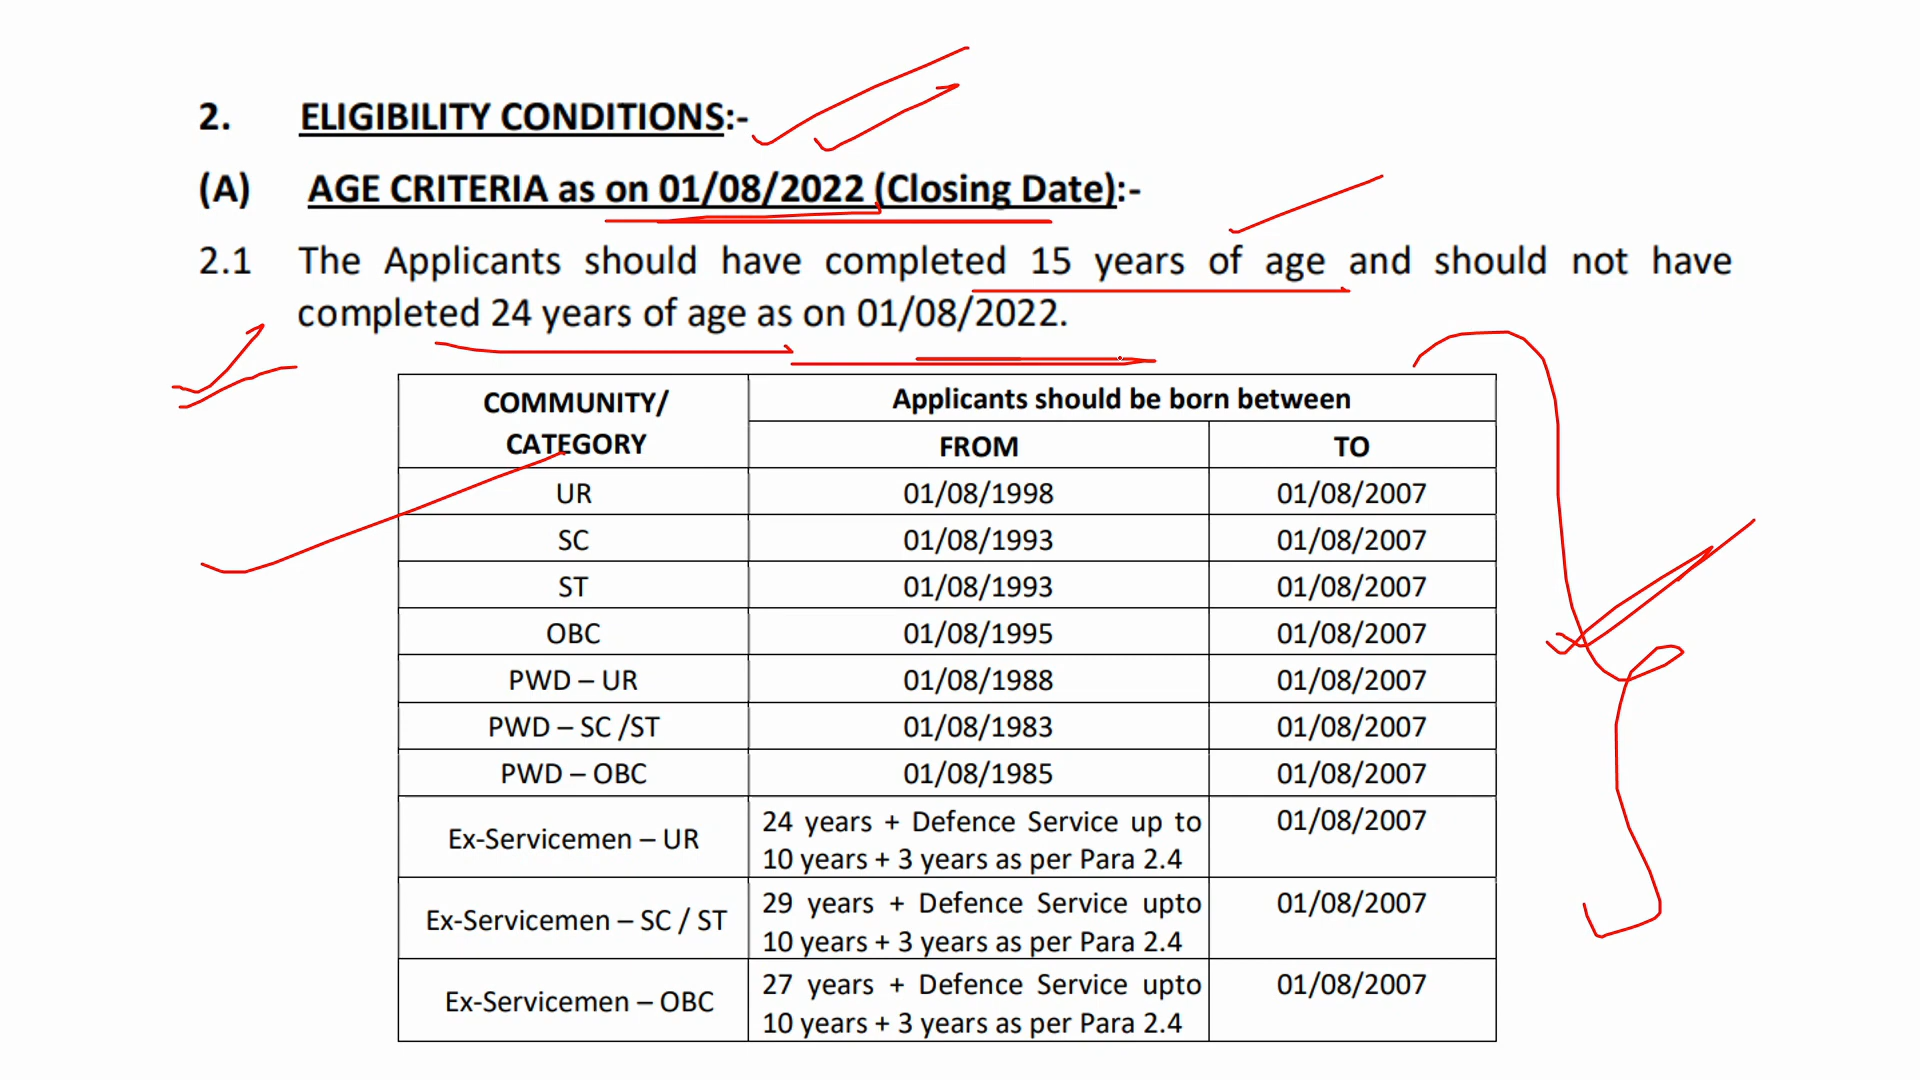 2. ELIGIBILITY CONDITIONS:-
(A) AGE CRITERIA as on 01/08/2022 (Closing Date):-
2.1 The Applicants should have completed 15 years of age and should not have
completed 24 years of age as on 01/08/2022.
COMMUNITY/ CATEGORY Applicants should be born between
FROM TO
UR 01/08/1998 01/08/2007
SC 01/08/1993 01/08/2007
ST 01/08/1993 01/08/2007
OBC 01/08/1995 01/08/2007
PWD – UR 01/08/1988 01/08/2007
PWD – SC /ST 01/08/1983 01/08/2007
PWD – OBC 01/08/1985 01/08/2007
Ex-Servicemen – UR 24 years + Defence Service up to 01/08/2007
10 years + 3 years as per Para 2.4
Ex-Servicemen – SC / ST 29 years + Defence Service upto 01/08/2007
10 years + 3 years as per Para 2.4
Ex-Servicemen – OBC 27 years + Defence Service upto 01/08/2007
10 years + 3 years as per Para 2.4